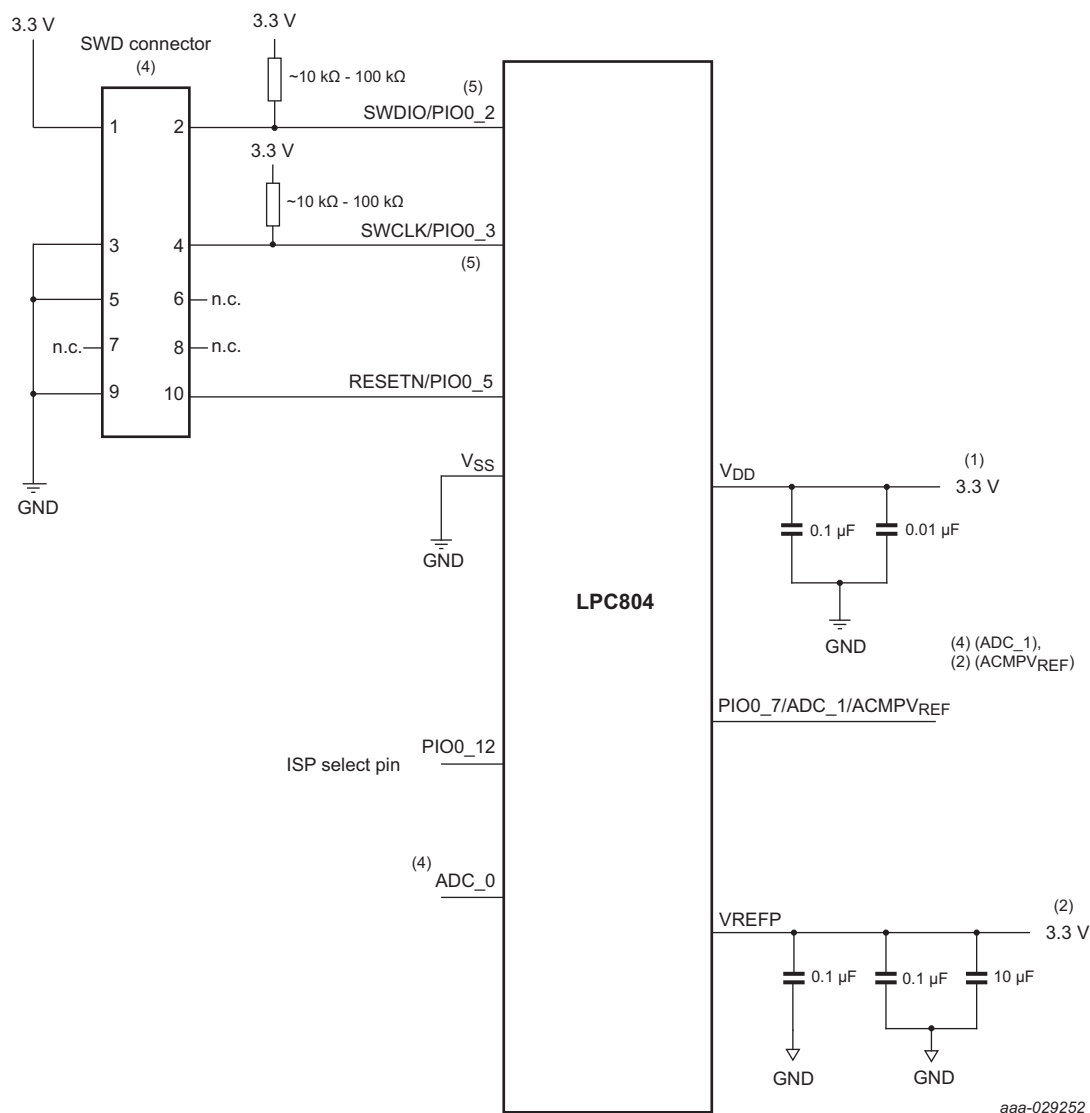 3.3 V
SWD connector
(4)
3.3 V
~10 kΩ - 100 kΩ
(5)
SWDIO/PIO0_2
1
2
3.3 V
~10 kΩ - 100 kΩ
SWCLK/PIO0_3
(5)
3
4
5
6
n.c.
n.c.
7
8
n.c.
9
10
RESETN/PIO0_5
GND
VSS
GND
LPC804
VDD
(1)
3.3 V
0.1 µF
0.01 µF
GND
(4) (ADC_1),
(2) (ACMPVREF)
PIO0_7/ADC_1/ACMPVREF
ISP select pin
PIO0_12
(4)
ADC_0
VREFP
(2)
3.3 V
0.1 µF
0.1 µF
10 µF
GND
GND
aaa-029252